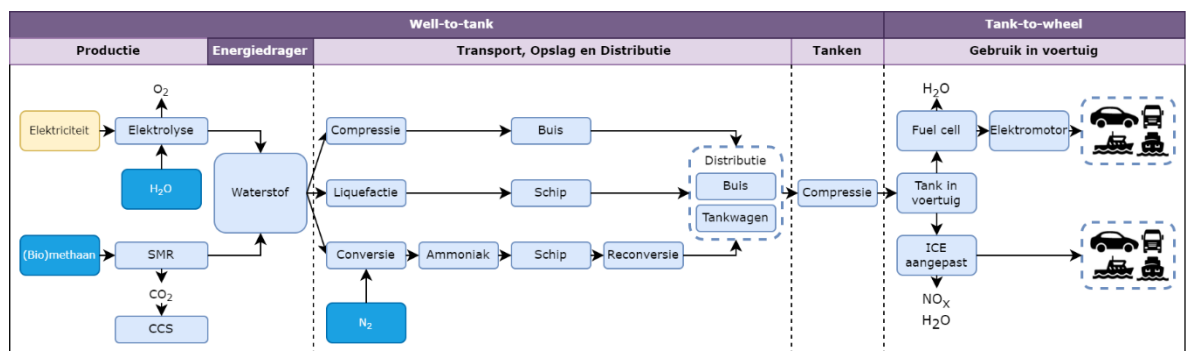 Well-to-tank
Tank-to-wheel
Productie
Energiedrager
Transport, Opslag en Distributie
Tanken
Gebruik in voertuig
O₂
Elektriciteit
Elektrolyse
H₂O
Waterstof
(Bio)methaan
SMR
CO₂
CCS
Compressie
Buis
Liquefactie
Schip
Conversie
Ammoniak
Schip
Reconversie
N₂
Distributie
Buis
Tankwagen
Compressie
H₂O
Fuel cell
Elektromotor
Tank in
voertuig
ICE
aangepast
NOₓ
H₂O